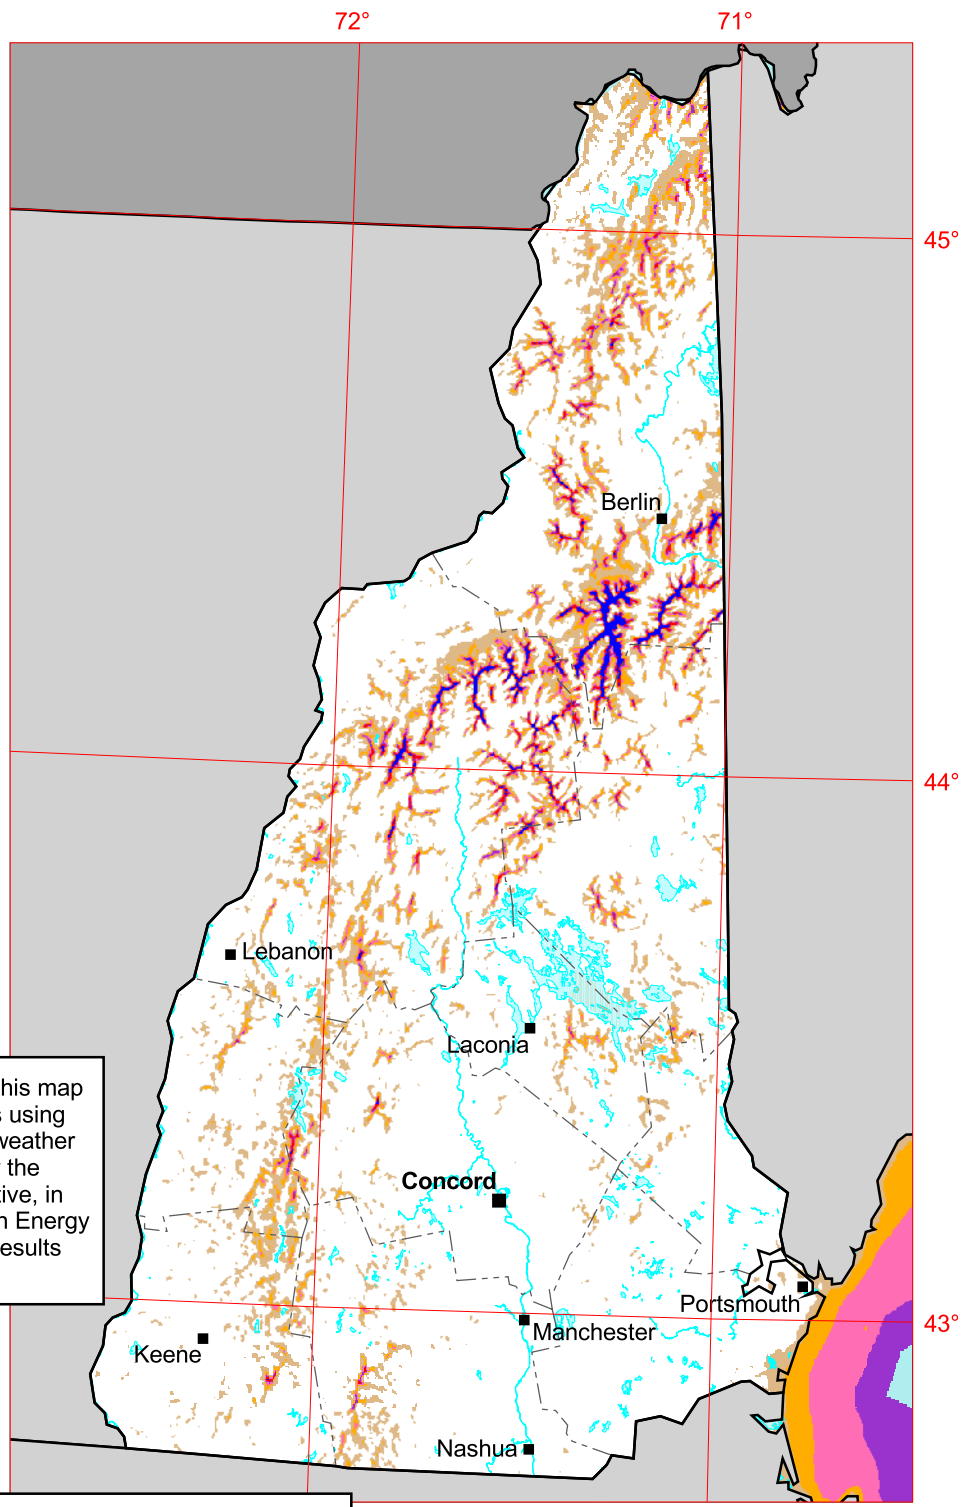 72° 71°
45°
Berlin
44°
Lebanon
Laconia
his map
using
weather
the
tive, in
n Energy
esults
Concord
Portsmouth
43°
Manchester
Keene
Nashua